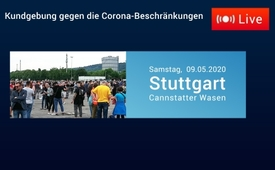 Kundgebung gegen die Corona-Beschränkungen
Live
Samstag, 09.05.2020
Stuttgart
Cannstatter Wasen